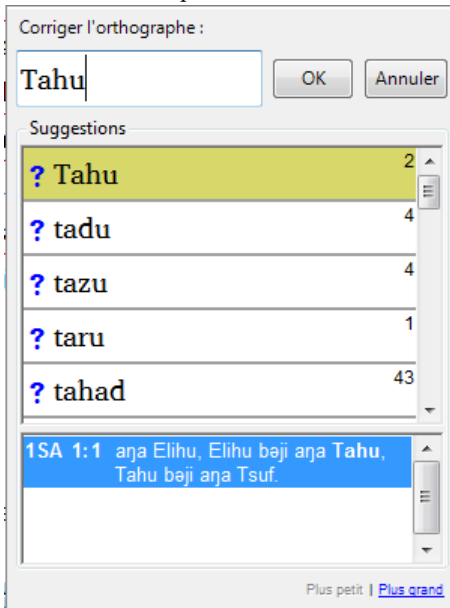 Corriger l'orthographe :
Tahu
OK
Annuler
Suggestions
? Tahu 2
? tadu 4
? tazu 4
? taru 1
? tahad 43
1SA 1:1 aŋa Elihu, Elihu bəji aŋa Tahu,
Tahu bəji aŋa Tsuf.
Plus petit | Plus grand